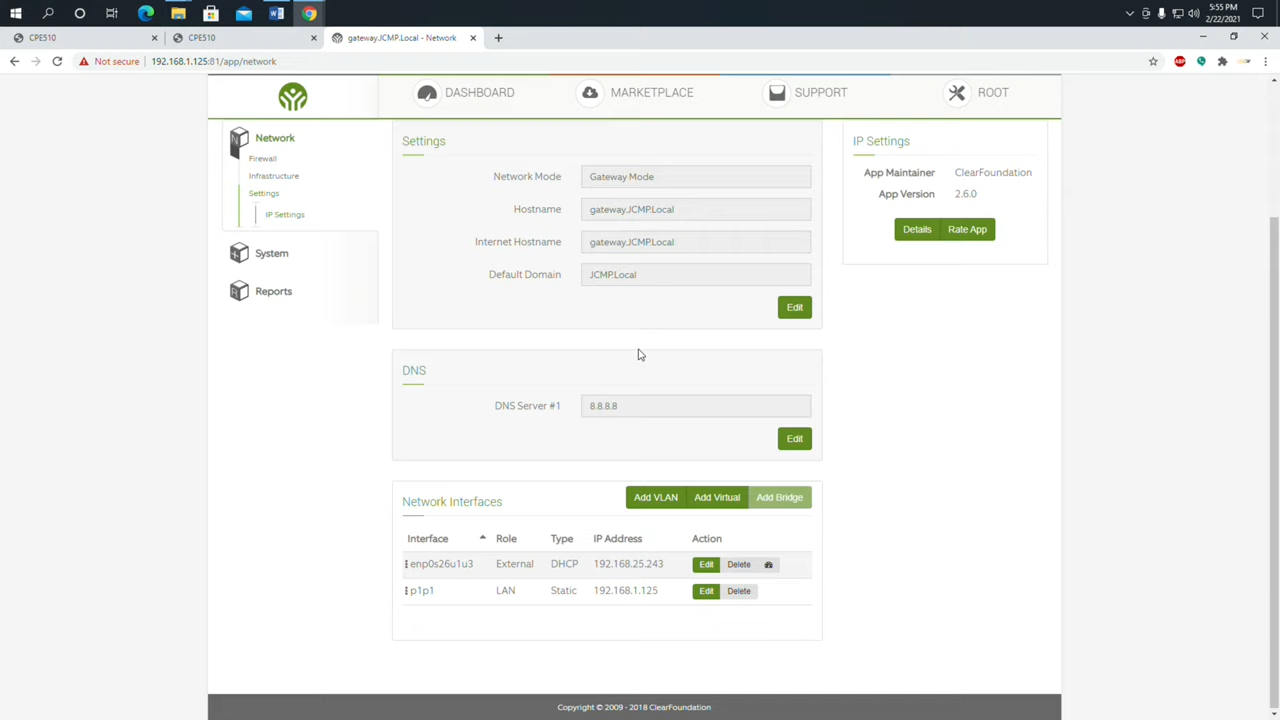 5:55 PM
2/22/2021
CPE510
CPE510
gateway.JCMP.Local - Network
Not secure
192.168.1.125:81/app/network
ABP
DASHBOARD
MARKETPLACE
SUPPORT
ROOT
Network
Firewall
Infrastructure
Settings
IP Settings
System
Reports
Settings
Network Mode
Gateway Mode
Hostname
gateway.JCMP.Local
Internet Hostname
gateway.JCMP.Local
Default Domain
JCMP.Local
Edit
IP Settings
App Maintainer ClearFoundation
App Version 2.6.0
Details
Rate App
DNS
DNS Server #1
8.8.8.8
Edit
Network Interfaces
Add VLAN
Add Virtual
Add Bridge
Interface Role Type IP Address Action
enp0s26u1u3 External DHCP 192.168.25.243 Edit Delete
p1p1 LAN Static 192.168.1.125 Edit Delete
Copyright © 2009 - 2018 ClearFoundation